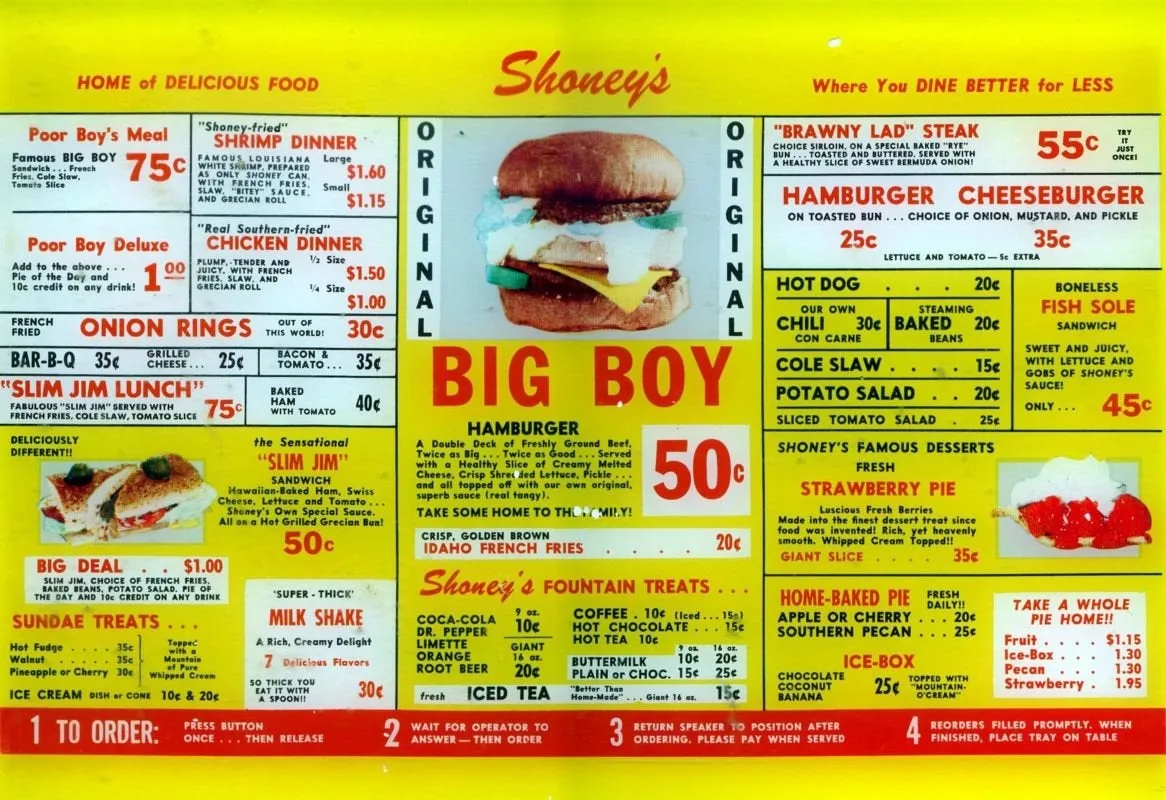 HOME of DELICIOUS FOOD
Shoney's
Where You DINE BETTER for LESS
Poor Boy's Meal
Famous BIG BOY
Sandwich . . . French
Fries, Cole Slaw,
Tomato Slice
75c
Poor Boy Deluxe
Add to the above . . .
Pie of the Day and
10c credit on any drink!
1.00
"Shoney-fried"
SHRIMP DINNER
FAMOUS LOUISIANA
WHITE SHRIMP, PREPARED
AS ONLY SHONEY CAN,
WITH FRENCH FRIES,
SLAW, "BITEY" SAUCE,
AND GRECIAN ROLL
Large
$1.60
Small
$1.15
"Real Southern-fried"
CHICKEN DINNER
PLUMP, TENDER AND
JUICY, WITH FRENCH
FRIES, SLAW, AND
GRECIAN ROLL
1/2 Size
$1.50
1/4 Size
$1.00
FRENCH
FRIED
ONION RINGS
OUT OF
THIS WORLD!
30c
BAR-B-Q 35¢
GRILLED
CHEESE... 25¢
BACON &
TOMATO... 35¢
"SLIM JIM LUNCH"
FABULOUS "SLIM JIM" SERVED WITH
FRENCH FRIES, COLE SLAW, TOMATO SLICE
75¢
BAKED
HAM
WITH TOMATO
40¢
DELICIOUSLY
DIFFERENT!!
the Sensational
"SLIM JIM"
SANDWICH
Hawaiian-Baked Ham, Swiss
Cheese, Lettuce and Tomato . . .
Shoney's Own Special Sauce.
All on a Hot Grilled Grecian Bun!
50c
BIG DEAL . . $1.00
SLIM JIM, CHOICE OF FRENCH FRIES,
BAKED BEANS, POTATO SALAD, PIE OF
THE DAY AND 10c CREDIT ON ANY DRINK
SUNDAE TREATS . . .
Hot Fudge . . . . 35c
Walnut . . . . . . 35c
Pineapple or Cherry 30c
Topped
with a
Mountain
of Pure
Whipped Cream
ICE CREAM DISH or CONE 10¢ & 20¢
'SUPER - THICK'
MILK SHAKE
A Rich, Creamy Delight
7 Delicious Flavors
SO THICK YOU
EAT IT WITH
A SPOON!!
30¢
ORIGINAL
ORIGINAL
BIG BOY
HAMBURGER
A Double Deck of Freshly Ground Beef,
Twice as Big . . . Twice as Good . . . Served
with a Healthy Slice of Creamy Melted
Cheese, Crisp Shredded Lettuce, Pickle . . .
and all topped off with our own original,
superb sauce (real tangy).
TAKE SOME HOME TO THE FAMILY!
50c
CRISP, GOLDEN BROWN
IDAHO FRENCH FRIES . . . . 20¢
Shoney's FOUNTAIN TREATS . . .
COCA-COLA
DR. PEPPER
LIMETTE
ORANGE
ROOT BEER
9 oz.
10¢
GIANT
16 oz.
20¢
COFFEE . 10¢ (Iced . . . 15¢)
HOT CHOCOLATE . . . 15¢
HOT TEA 10¢
9 oz. 16 oz.
BUTTERMILK 10¢ 20¢
PLAIN or CHOC. 15¢ 25¢
fresh ICED TEA "Better Than
Home-Made" . . . Giant 16 oz. 15¢
"BRAWNY LAD" STEAK
CHOICE SIRLOIN, ON A SPECIAL BAKED "RYE"
BUN . . . TOASTED AND BUTTERED, SERVED WITH
A HEALTHY SLICE OF SWEET BERMUDA ONION!
55c
TRY
IT
JUST
ONCE!
HAMBURGER CHEESEBURGER
ON TOASTED BUN . . . CHOICE OF ONION, MUSTARD, AND PICKLE
25c 35c
LETTUCE AND TOMATO — 5c EXTRA
HOT DOG . . . 20¢
OUR OWN
CHILI 30¢
CON CARNE
STEAMING
BAKED 20¢
BEANS
COLE SLAW . . . . 15¢
POTATO SALAD . . 20¢
SLICED TOMATO SALAD . 25¢
BONELESS
FISH SOLE
SANDWICH
SWEET AND JUICY,
WITH LETTUCE AND
GOBS OF SHONEY'S
SAUCE!
ONLY . . . 45c
SHONEY'S FAMOUS DESSERTS
FRESH
STRAWBERRY PIE
Luscious Fresh Berries
Made into the finest dessert treat since
food was invented! Rich, yet heavenly
smooth. Whipped Cream Topped!!
GIANT SLICE . . . . 35¢
HOME-BAKED PIE FRESH
DAILY!!
APPLE OR CHERRY . . . 20¢
SOUTHERN PECAN . . . 25¢
ICE-BOX
CHOCOLATE
COCONUT
BANANA
25¢
TOPPED WITH
"MOUNTAIN-
O'CREAM"
TAKE A WHOLE
PIE HOME!!
Fruit . . . . $1.15
Ice-Box . . 1.30
Pecan . . . 1.30
Strawberry . 1.95
1 TO ORDER: PRESS BUTTON
ONCE . . . THEN RELEASE
2 WAIT FOR OPERATOR TO
ANSWER — THEN ORDER
3 RETURN SPEAKER TO POSITION AFTER
ORDERING. PLEASE PAY WHEN SERVED
4 REORDERS FILLED PROMPTLY. WHEN
FINISHED, PLACE TRAY ON TABLE